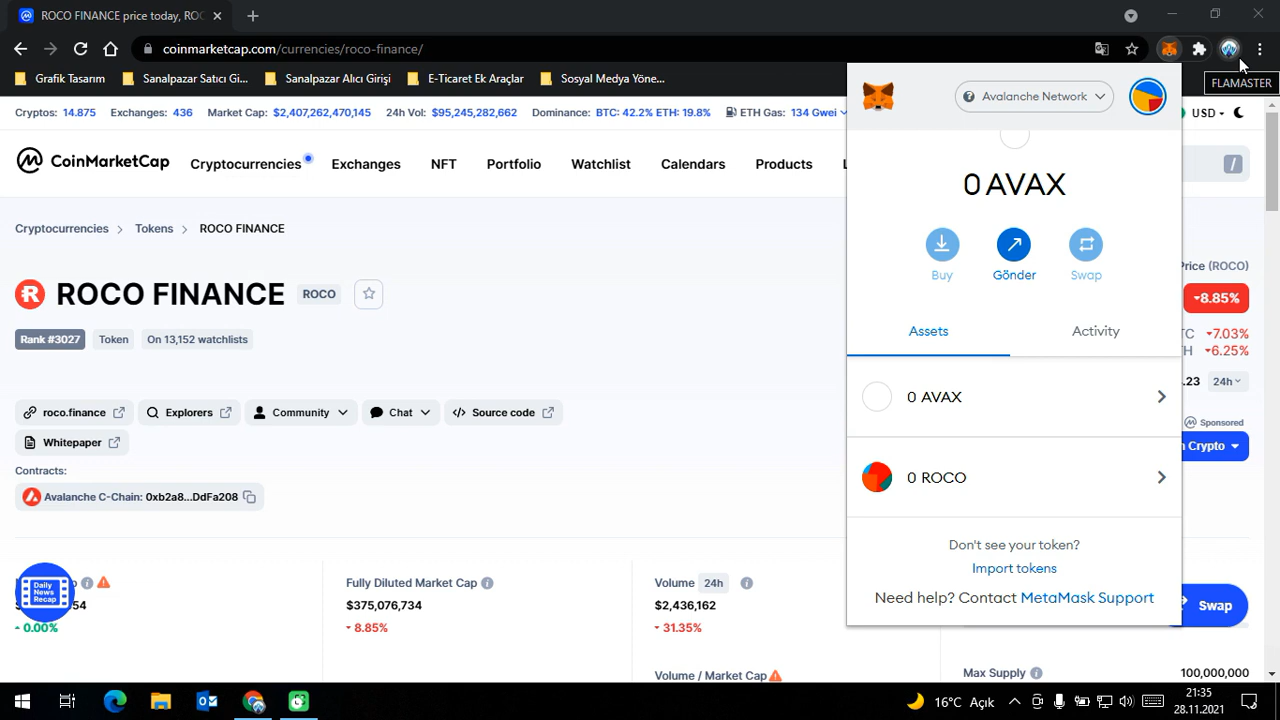 ROCO FINANCE price today, ROC
coinmarketcap.com/currencies/roco-finance/
Grafik Tasarım
Sanalpazar Satıcı Gi...
Sanalpazar Alıcı Girişi
E-Ticaret Ek Araçlar
Sosyal Medya Yöne...
FLAMASTER
Cryptos: 14.875 Exchanges: 436 Market Cap: $2,407,262,470,145 24h Vol: $95,245,282,662 Dominance: BTC: 42.2% ETH: 19.8% ETH Gas: 134 Gwei
USD
CoinMarketCap
Cryptocurrencies Exchanges NFT Portfolio Watchlist Calendars Products
/
Cryptocurrencies > Tokens > ROCO FINANCE
ROCO FINANCE ROCO
Rank #3027 Token On 13,152 watchlists
roco.finance Explorers Community Chat Source code
Whitepaper
Contracts:
Avalanche C-Chain: 0xb2a8...DdFa208
Price (ROCO)
8.85%
TC 7.03%
H 6.25%
.23 24h
Sponsored
n Crypto
Avalanche Network
0 AVAX
Buy Gönder Swap
Assets Activity
0 AVAX
0 ROCO
Don't see your token?
Import tokens
Need help? Contact MetaMask Support
Daily
News
Recap
54
0.00%
Fully Diluted Market Cap
$375,076,734
8.85%
Volume 24h
$2,436,162
31.35%
Volume / Market Cap
Swap
Max Supply
100,000,000
16°C Açık
21:35
28.11.2021